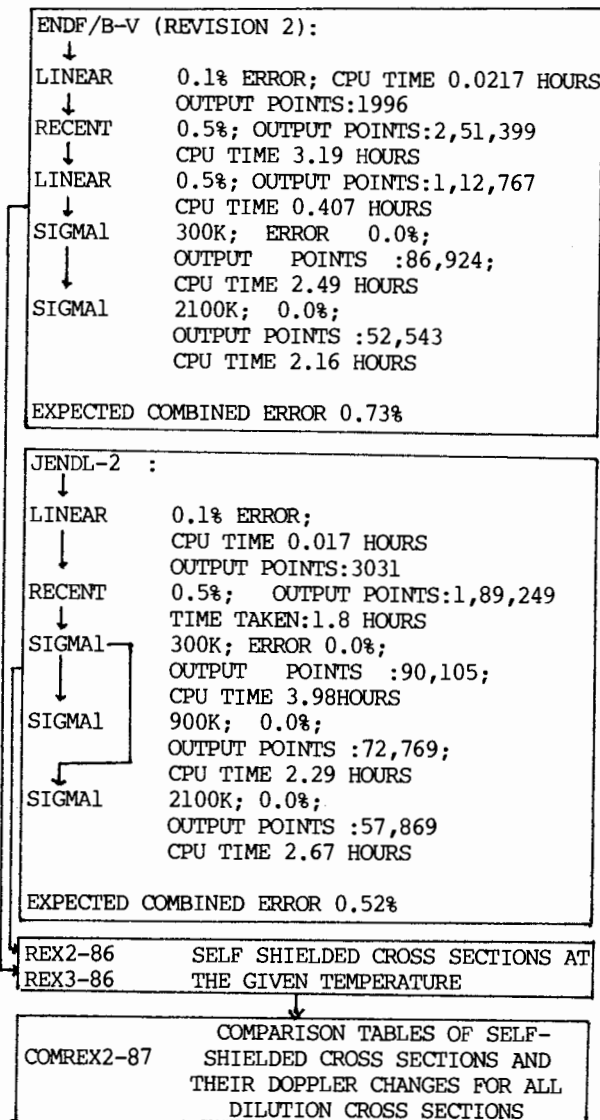 ENDF/B-V (REVISION 2):
LINEAR 0.1% ERROR; CPU TIME 0.0217 HOURS
OUTPUT POINTS:1996
RECENT 0.5%; OUTPUT POINTS:2,51,399
CPU TIME 3.19 HOURS
LINEAR 0.5%; OUTPUT POINTS:1,12,767
CPU TIME 0.407 HOURS
SIGMA1 300K; ERROR 0.0%;
OUTPUT POINTS :86,924;
CPU TIME 2.49 HOURS
SIGMA1 2100K; 0.0%;
OUTPUT POINTS :52,543
CPU TIME 2.16 HOURS
EXPECTED COMBINED ERROR 0.73%
JENDL-2 :
LINEAR 0.1% ERROR;
CPU TIME 0.017 HOURS
OUTPUT POINTS:3031
RECENT 0.5%; OUTPUT POINTS:1,89,249
TIME TAKEN:1.8 HOURS
SIGMA1 300K; ERROR 0.0%;
OUTPUT POINTS :90,105;
CPU TIME 3.98HOURS
SIGMA1 900K; 0.0%;
OUTPUT POINTS :72,769;
CPU TIME 2.29 HOURS
SIGMA1 2100K; 0.0%;
OUTPUT POINTS :57,869
CPU TIME 2.67 HOURS
EXPECTED COMBINED ERROR 0.52%
REX2-86 SELF SHIELDED CROSS SECTIONS AT
REX3-86 THE GIVEN TEMPERATURE
COMPARISON TABLES OF SELF-
COMREX2-87 SHIELDED CROSS SECTIONS AND
THEIR DOPPLER CHANGES FOR ALL
DILUTION CROSS SECTIONS